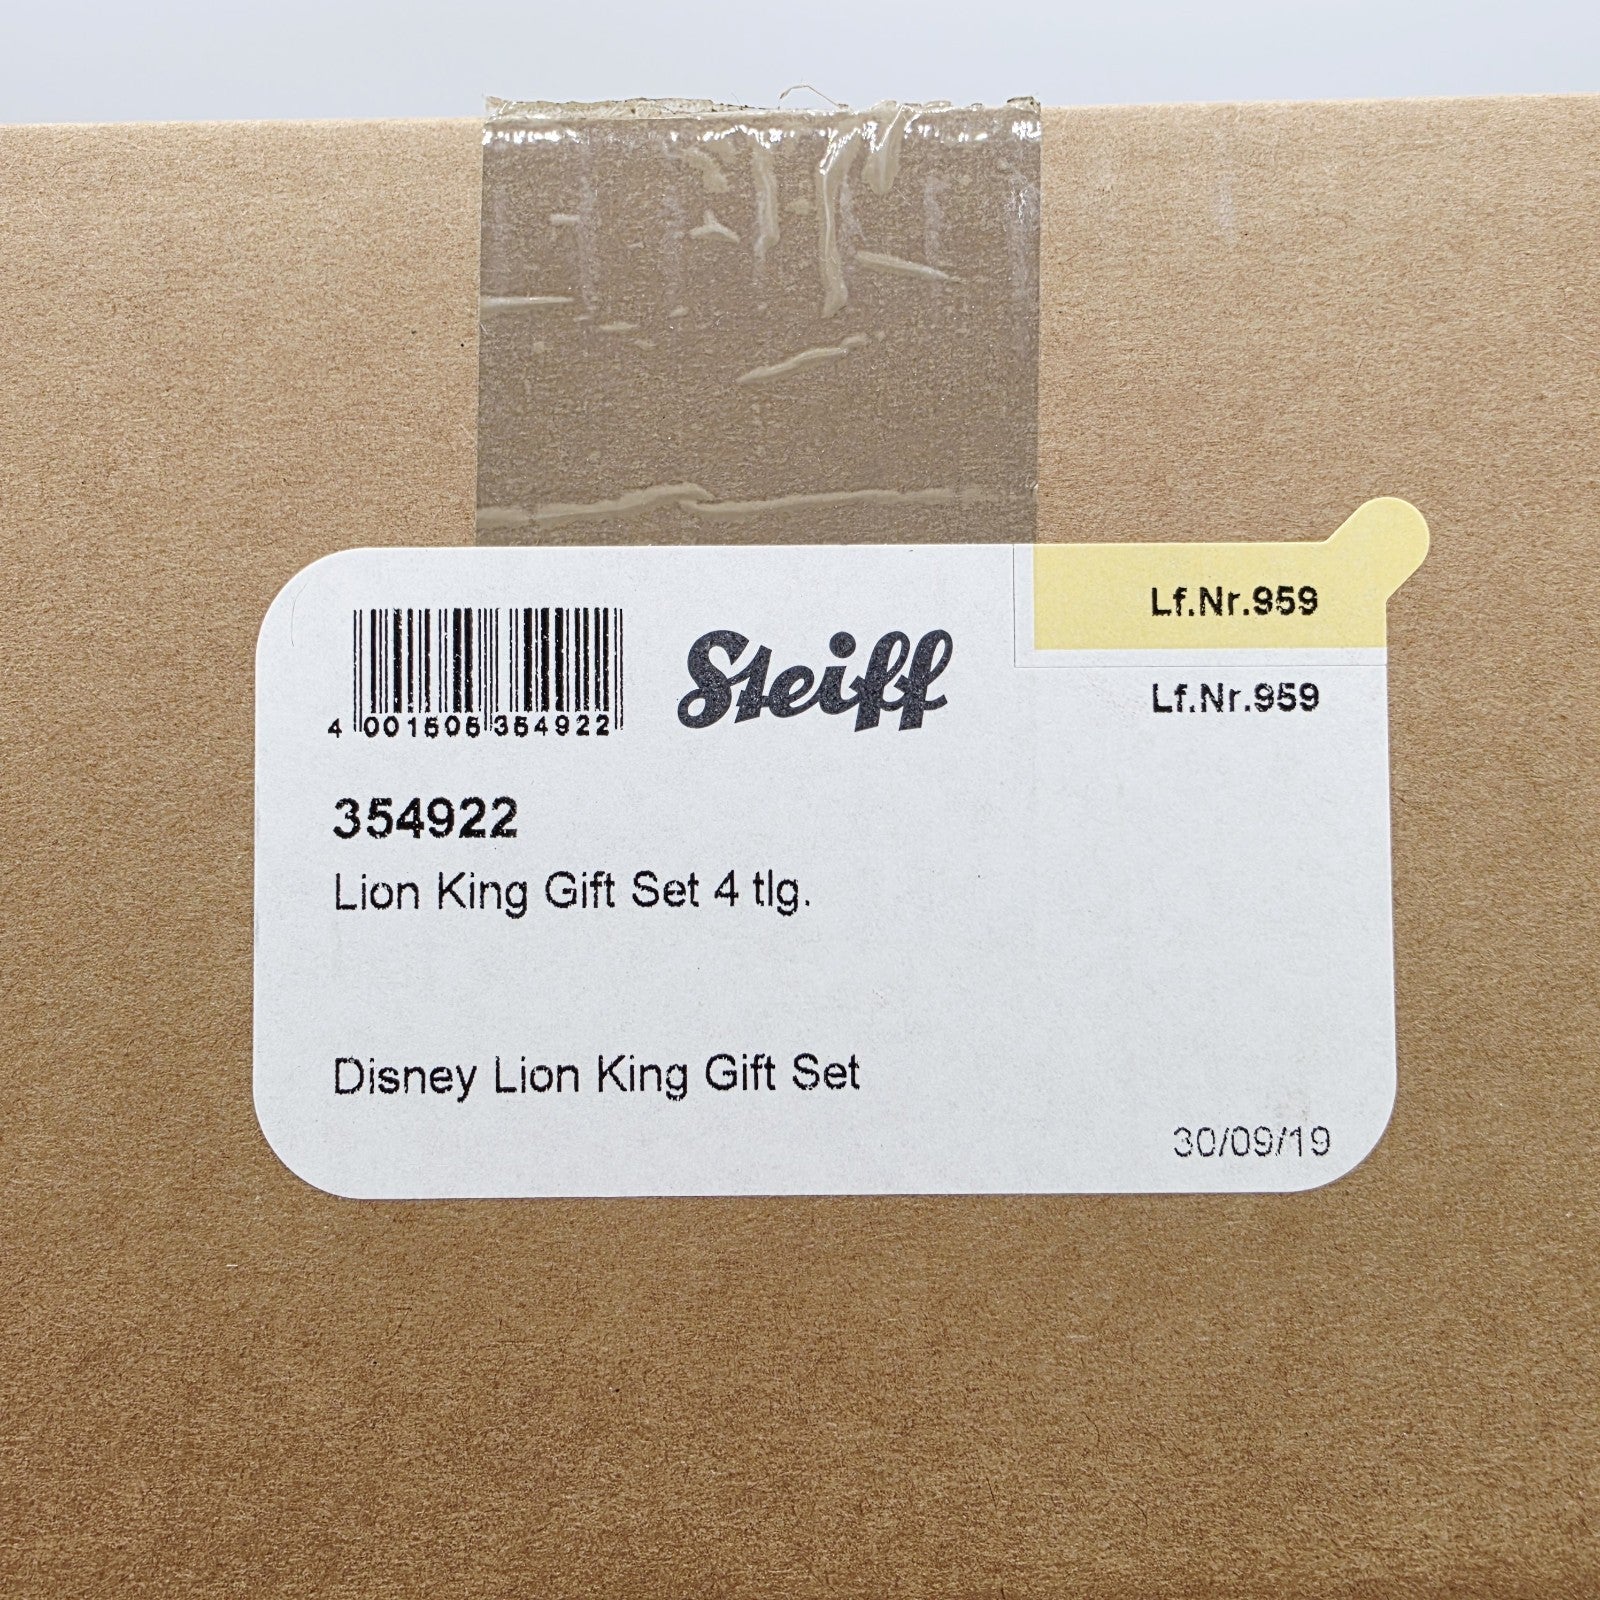 Lf.Nr.959
4 001505 354922
Steiff
Lf.Nr.959
354922
Lion King Gift Set 4 tlg.
Disney Lion King Gift Set
30/09/19